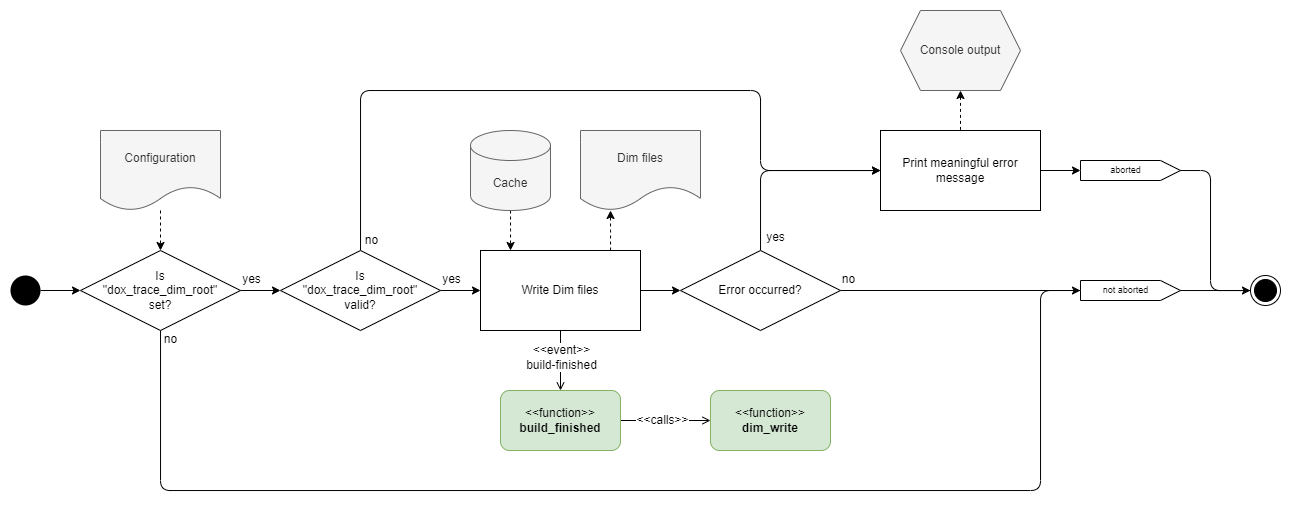 Console output
Configuration
Cache
Dim files
Print meaningful error
message
aborted
no
yes
Is
"dox_trace_dim_root"
set?
yes
Is
"dox_trace_dim_root"
valid?
yes
Write Dim files
Error occurred?
no
not aborted
no
<<event>>
build-finished
<<function>>
build_finished
<<calls>>
<<function>>
dim_write